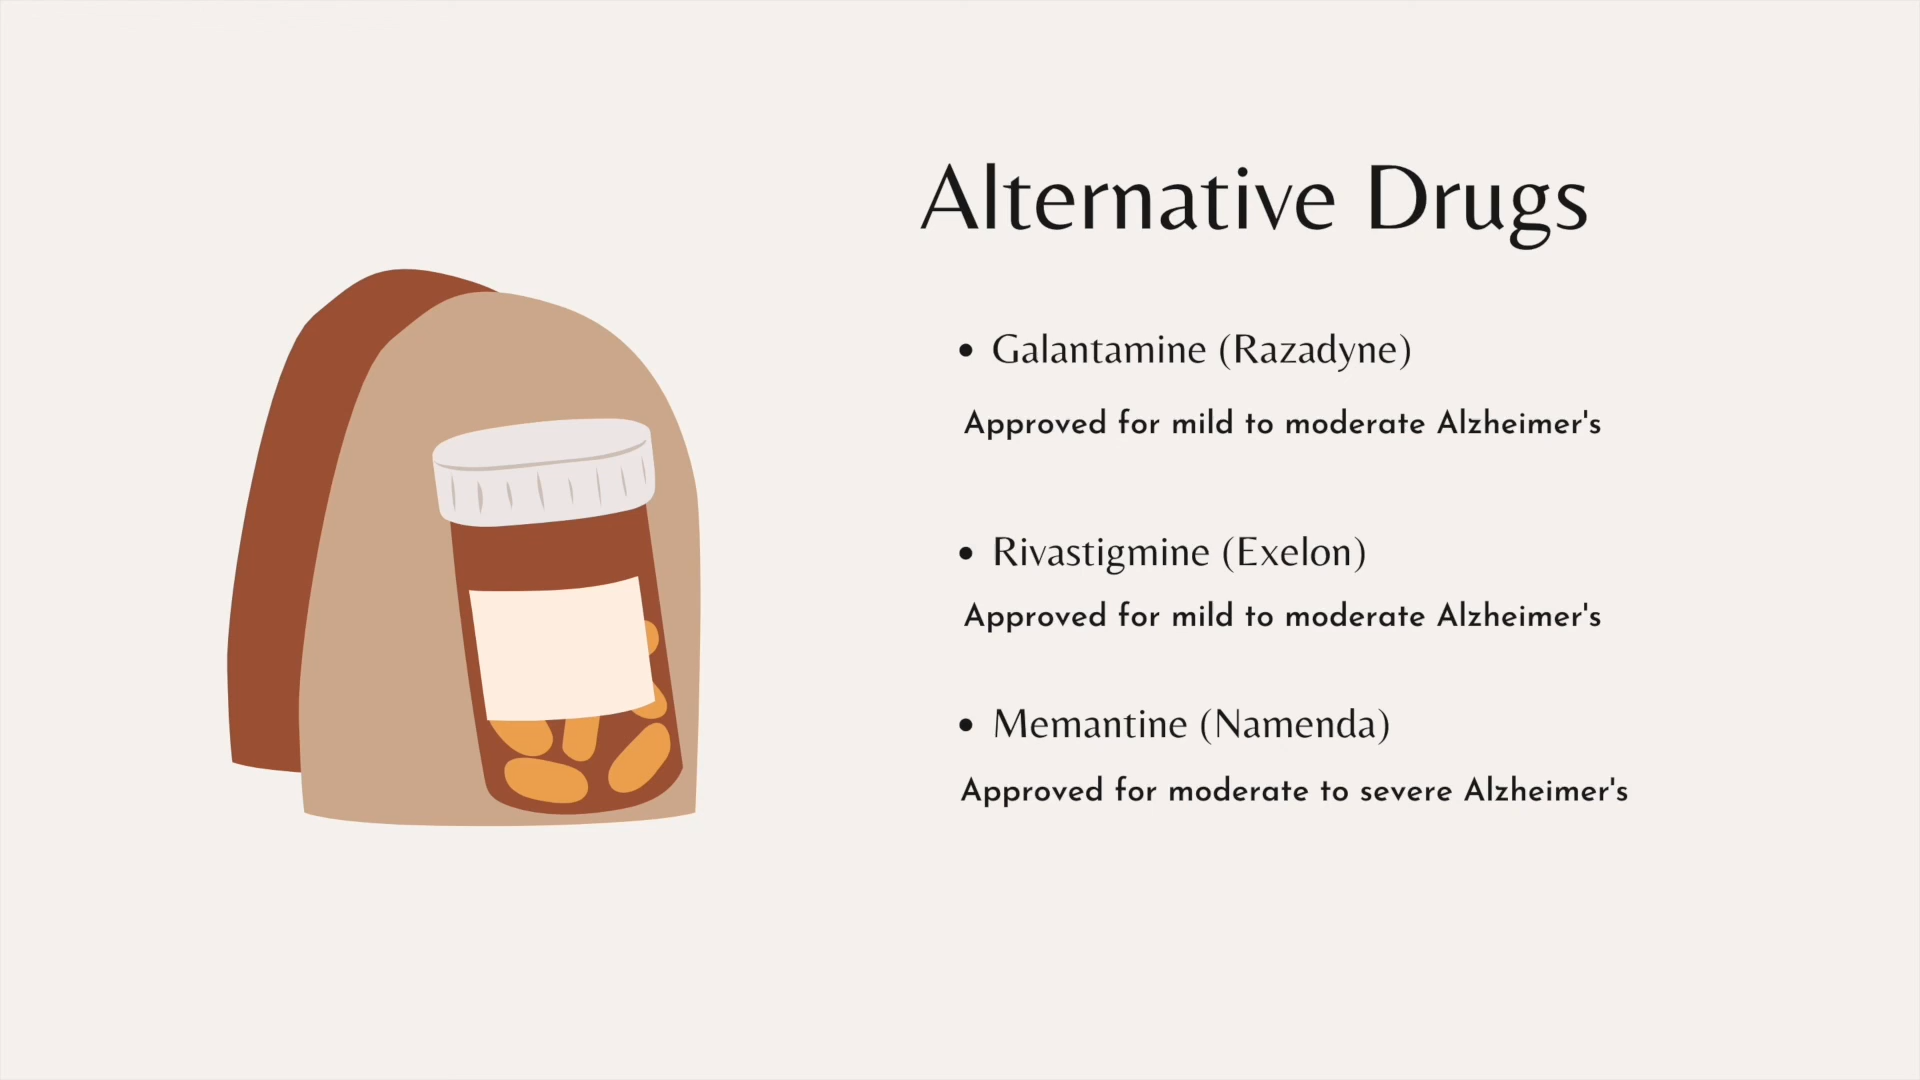 Alternative Drugs
• Galantamine (Razadyne)
Approved for mild to moderate Alzheimer's
• Rivastigmine (Exelon)
Approved for mild to moderate Alzheimer's
• Memantine (Namenda)
Approved for moderate to severe Alzheimer's